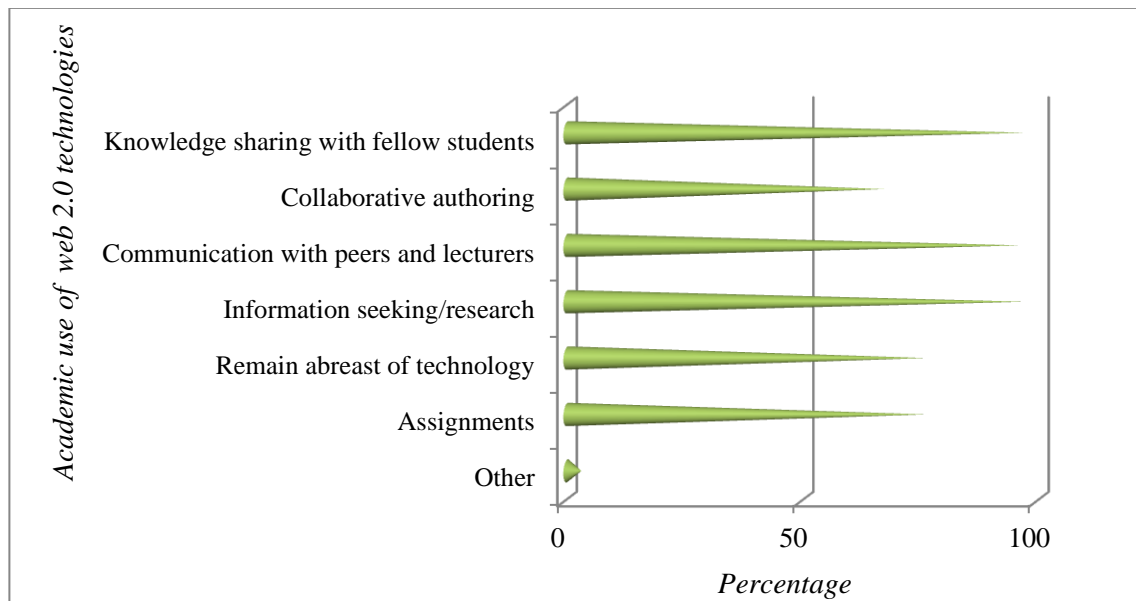 Academic use of web 2.0 technologies
Knowledge sharing with fellow students
Collaborative authoring
Communication with peers and lecturers
Information seeking/research
Remain abreast of technology
Assignments
Other
0 50 100
Percentage